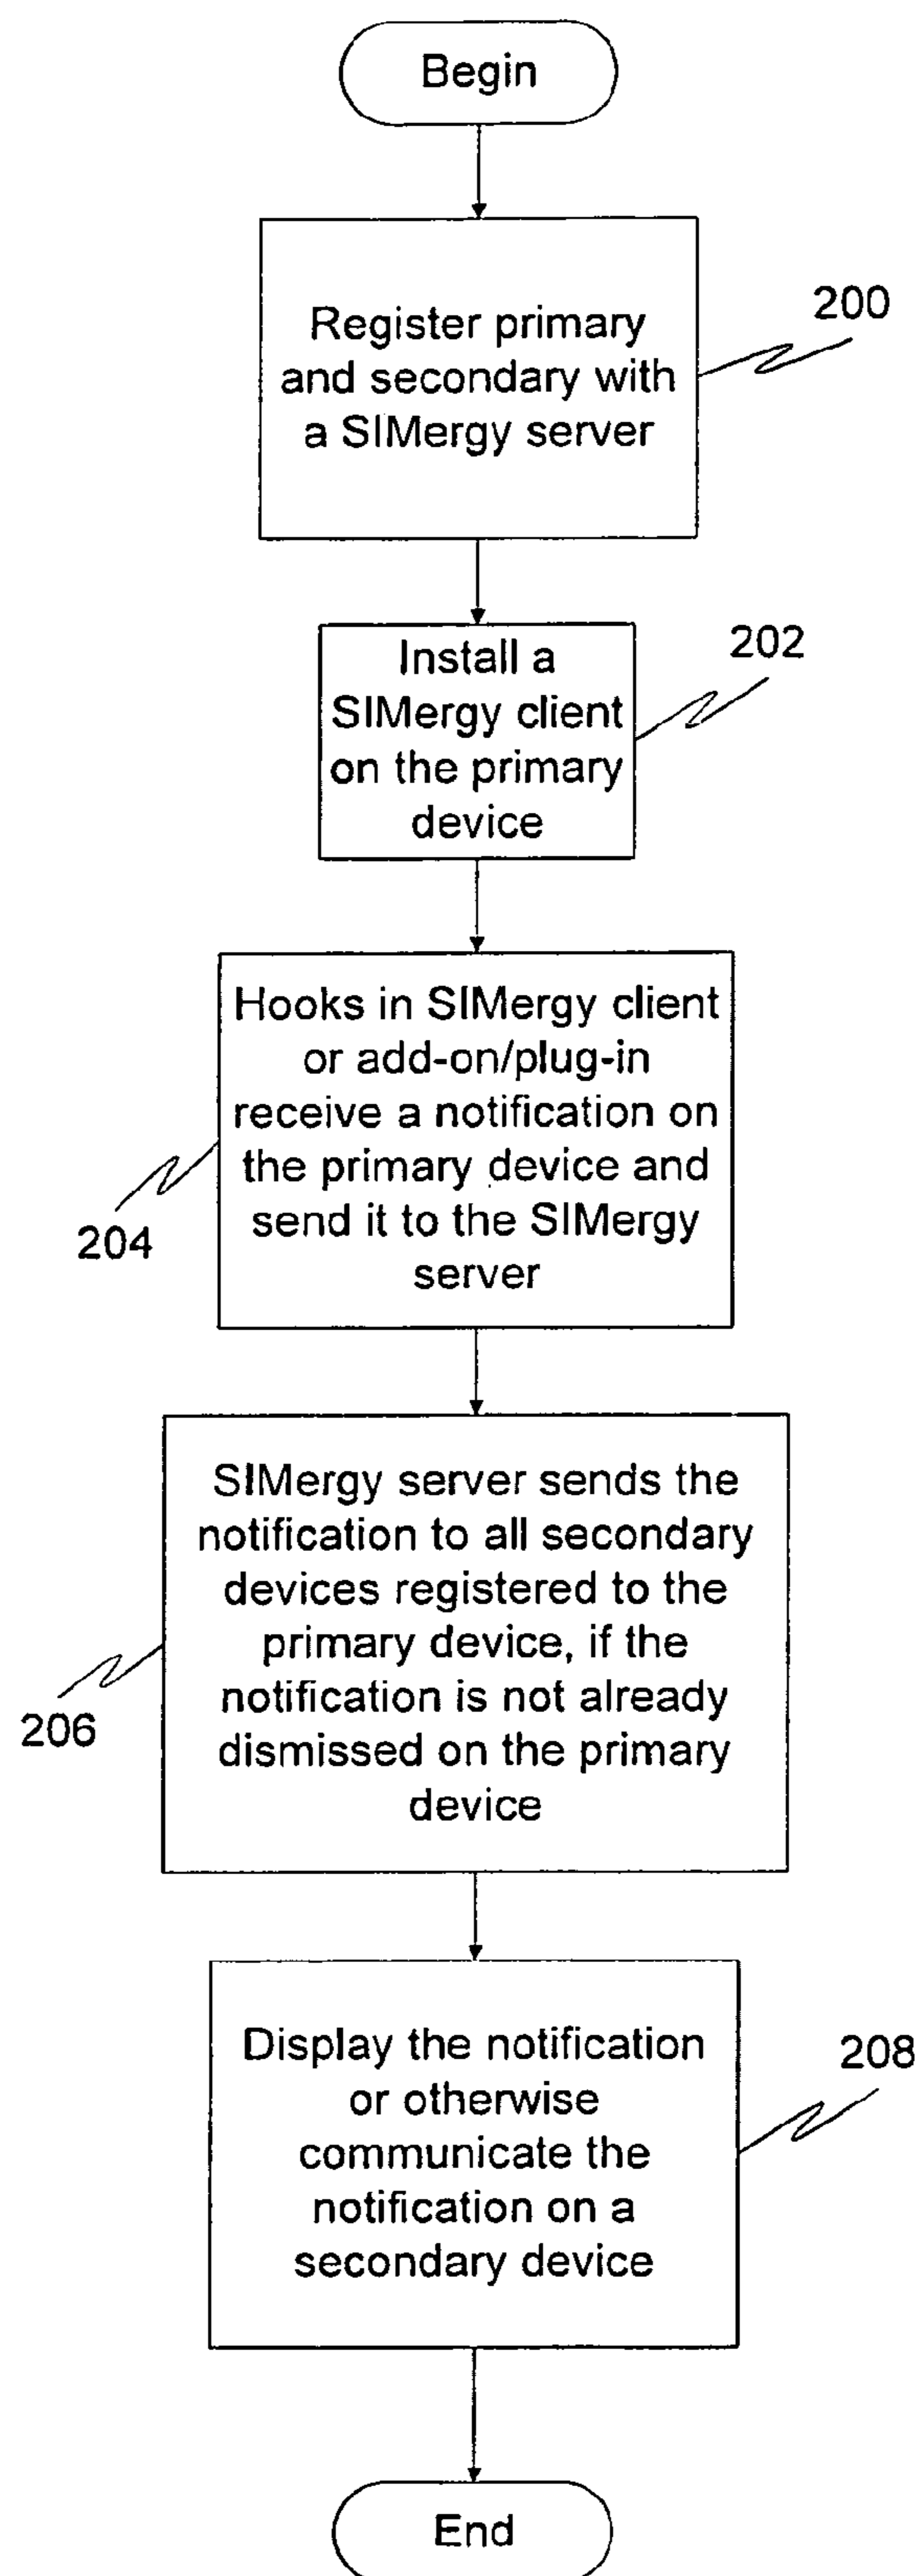 Begin
Register primary
and secondary with
a SIMergy server
200
Install a
SIMergy client
on the primary
device
202
Hooks in SIMergy client
or add-on/plug-in
receive a notification on
the primary device and
send it to the SIMergy
server
204
SIMergy server sends the
notification to all secondary
devices registered to the
primary device, if the
notification is not already
dismissed on the primary
device
206
Display the notification
or otherwise
communicate the
notification on a
secondary device
208
End